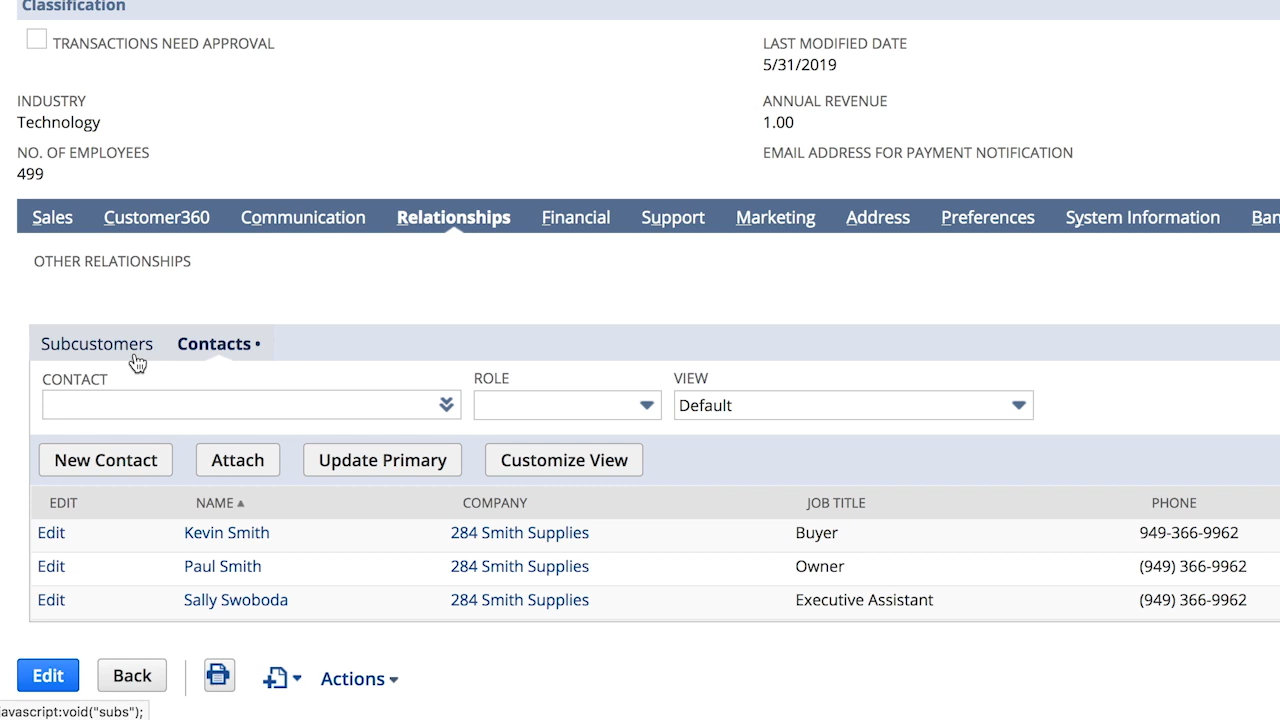 Classification
TRANSACTIONS NEED APPROVAL
LAST MODIFIED DATE
5/31/2019
INDUSTRY
Technology
ANNUAL REVENUE
1.00
NO. OF EMPLOYEES
499
EMAIL ADDRESS FOR PAYMENT NOTIFICATION
Sales Customer360 Communication Relationships Financial Support Marketing Address Preferences System Information Ban
OTHER RELATIONSHIPS
Subcustomers Contacts •
CONTACT ROLE VIEW
Default
New Contact Attach Update Primary Customize View
EDIT NAME ▲ COMPANY JOB TITLE PHONE
Edit Kevin Smith 284 Smith Supplies Buyer 949-366-9962
Edit Paul Smith 284 Smith Supplies Owner (949) 366-9962
Edit Sally Swoboda 284 Smith Supplies Executive Assistant (949) 366-9962
Edit Back Actions
avascript:void("subs");